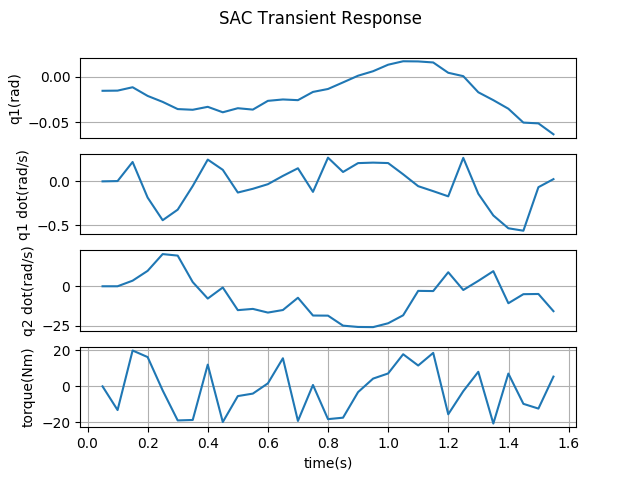 SAC Transient Response
q1(rad)
0.00
−0.05
q1 dot(rad/s)
0.0
−0.5
q2 dot(rad/s)
0
−25
torque(Nm)
20
0
−20
0.0 0.2 0.4 0.6 0.8 1.0 1.2 1.4 1.6
time(s)